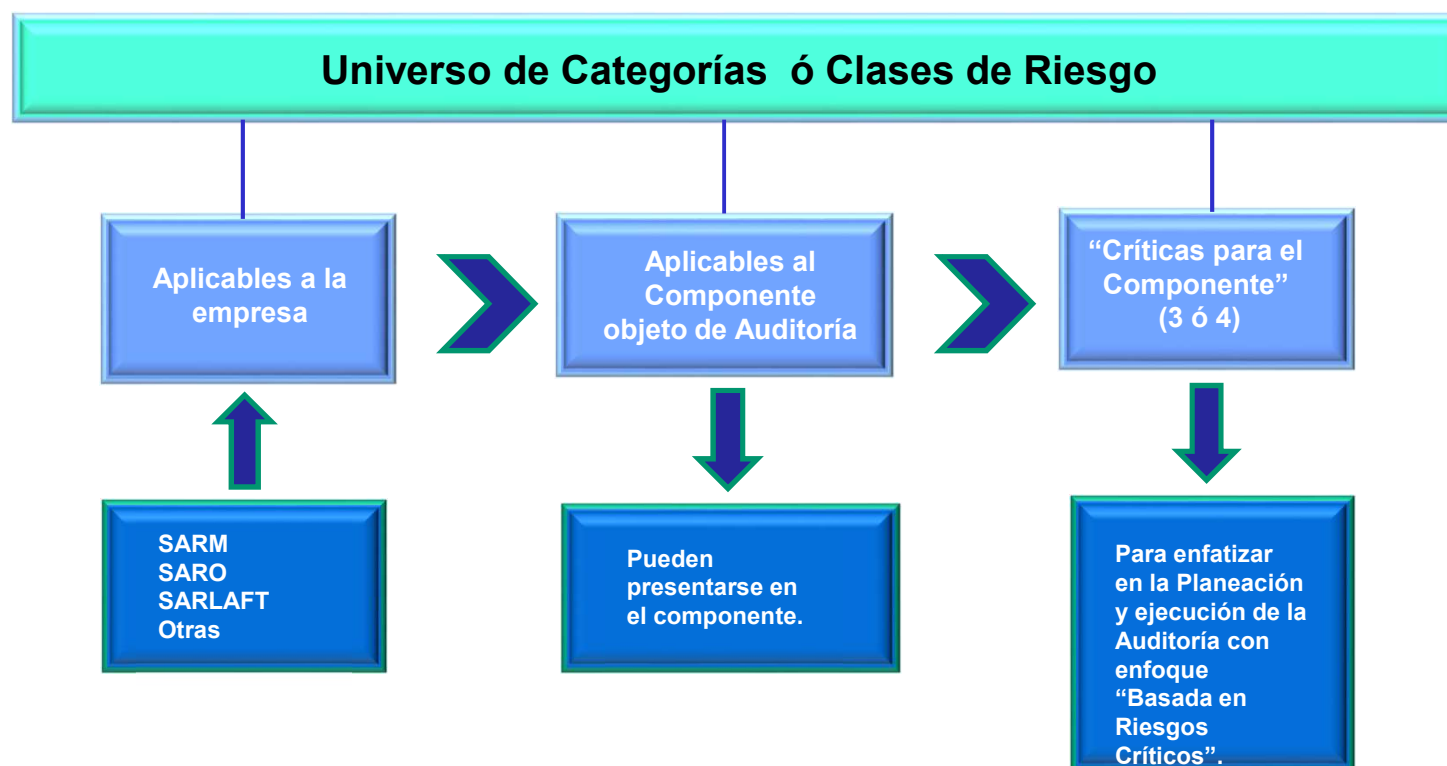 Universo de Categorías ó Clases de Riesgo
Aplicables a la
empresa
Aplicables al
Componente
objeto de Auditoría
“Críticas para el
Componente”
(3 ó 4)
SARM
SARO
SARLAFT
Otras
Pueden
presentarse en
el componente.
Para enfatizar
en la Planeación
y ejecución de la
Auditoría con
enfoque
“Basada en
Riesgos
Críticos”.